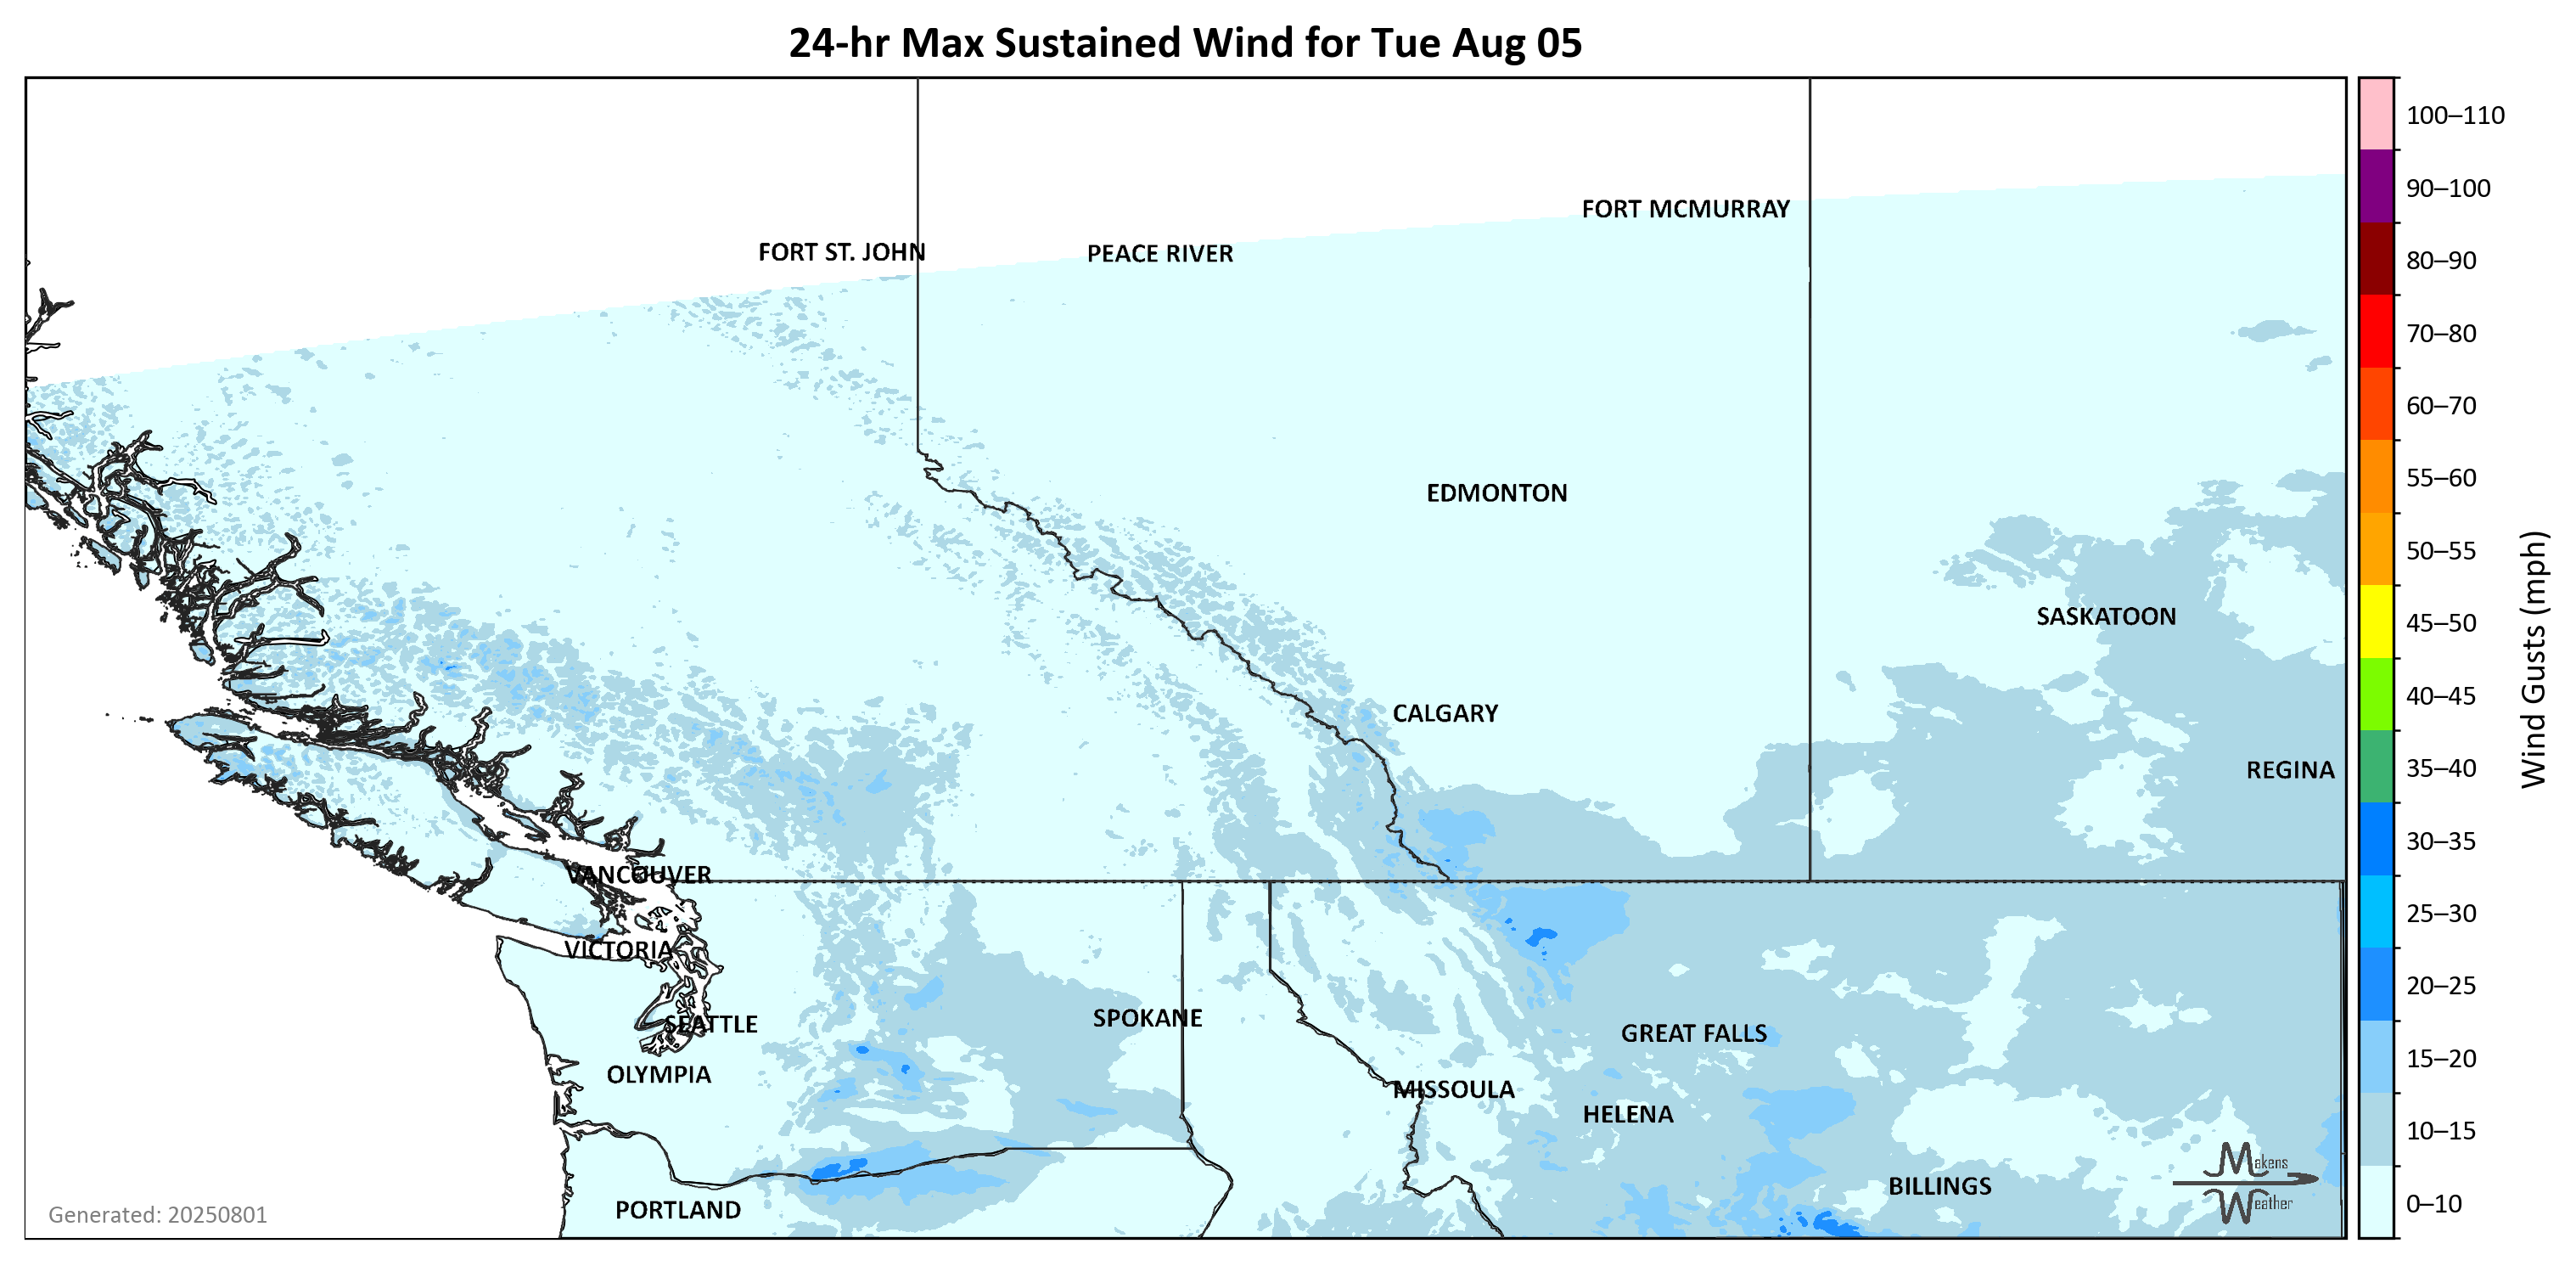 24-hr Max Sustained Wind for Tue Aug 05
100–110
90–100
FORT MCMURRAY
FORT ST. JOHN
PEACE RIVER
80–90
70–80
60–70
55–60
EDMONTON
50–55
SASKATOON
45–50
40–45
CALGARY
Wind Gusts (mph)
REGINA
35–40
30–35
VANCOUVER
25–30
VICTORIA
20–25
SPOKANE
SEATTLE
GREAT FALLS
15–20
OLYMPIA
MISSOULA
HELENA
10–15
Makens
Weather
BILLINGS
0–10
PORTLAND
Generated: 20250801